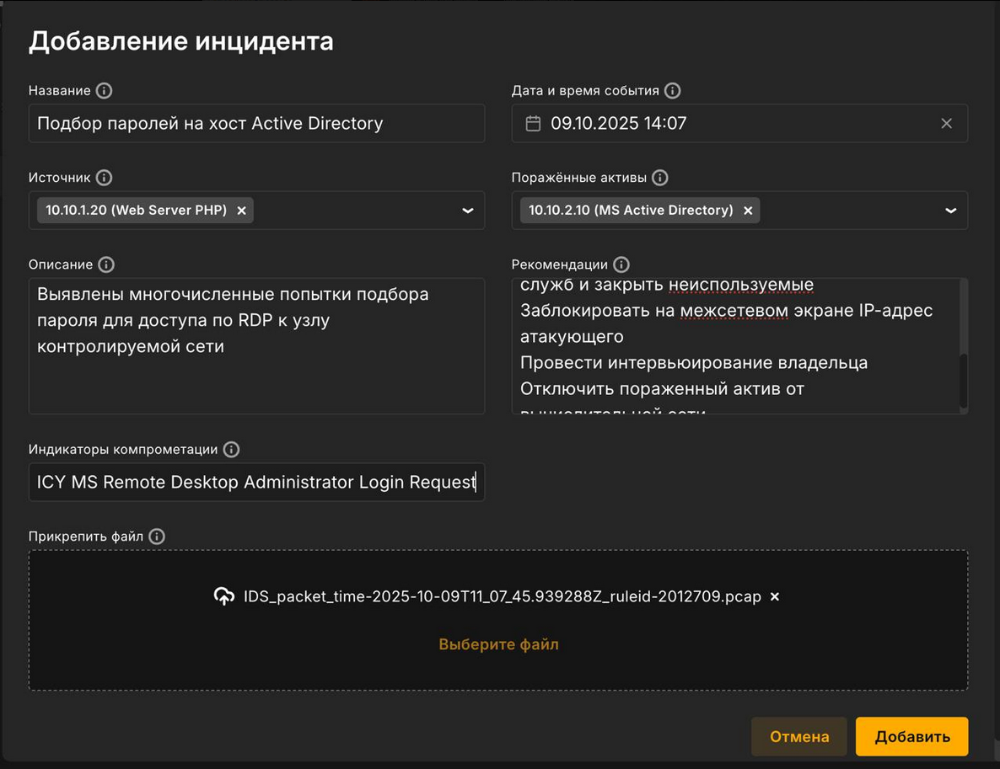 Добавление инцидента
Название
Дата и время события
Подбор паролей на хост Active Directory
09.10.2025 14:07
Источник
Поражённые активы
10.10.1.20 (Web Server PHP)
10.10.2.10 (MS Active Directory)
Описание
Рекомендации
Выявлены многочисленные попытки подбора
пароля для доступа по RDP к узлу
контролируемой сети
служб и закрыть неиспользуемые
Заблокировать на межсетевом экране IP-адрес
атакующего
Провести интервьюирование владельца
Отключить пораженный актив от
Индикаторы компрометации
ICY MS Remote Desktop Administrator Login Request
Прикрепить файл
IDS_packet_time-2025-10-09T11_07_45.939288Z_ruleid-2012709.pcap
Выберите файл
Отмена
Добавить